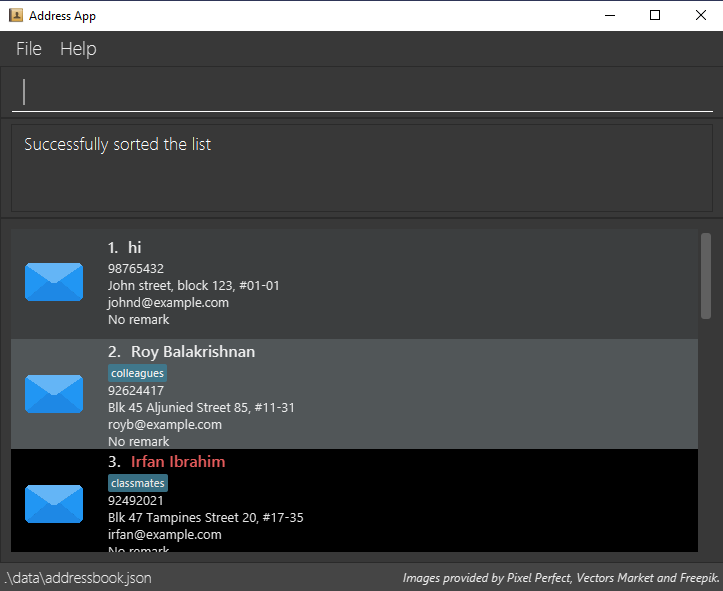 Address App
File Help
Successfully sorted the list
1. hi
98765432
John street, block 123, #01-01
johnd@example.com
No remark
2. Roy Balakrishnan
colleagues
92624417
Blk 45 Aljunied Street 85, #11-31
royb@example.com
No remark
3. Irfan Ibrahim
classmates
92492021
Blk 47 Tampines Street 20, #17-35
irfan@example.com
No remark
.\data\addressbook.json
Images provided by Pixel Perfect, Vectors Market and Freepik.